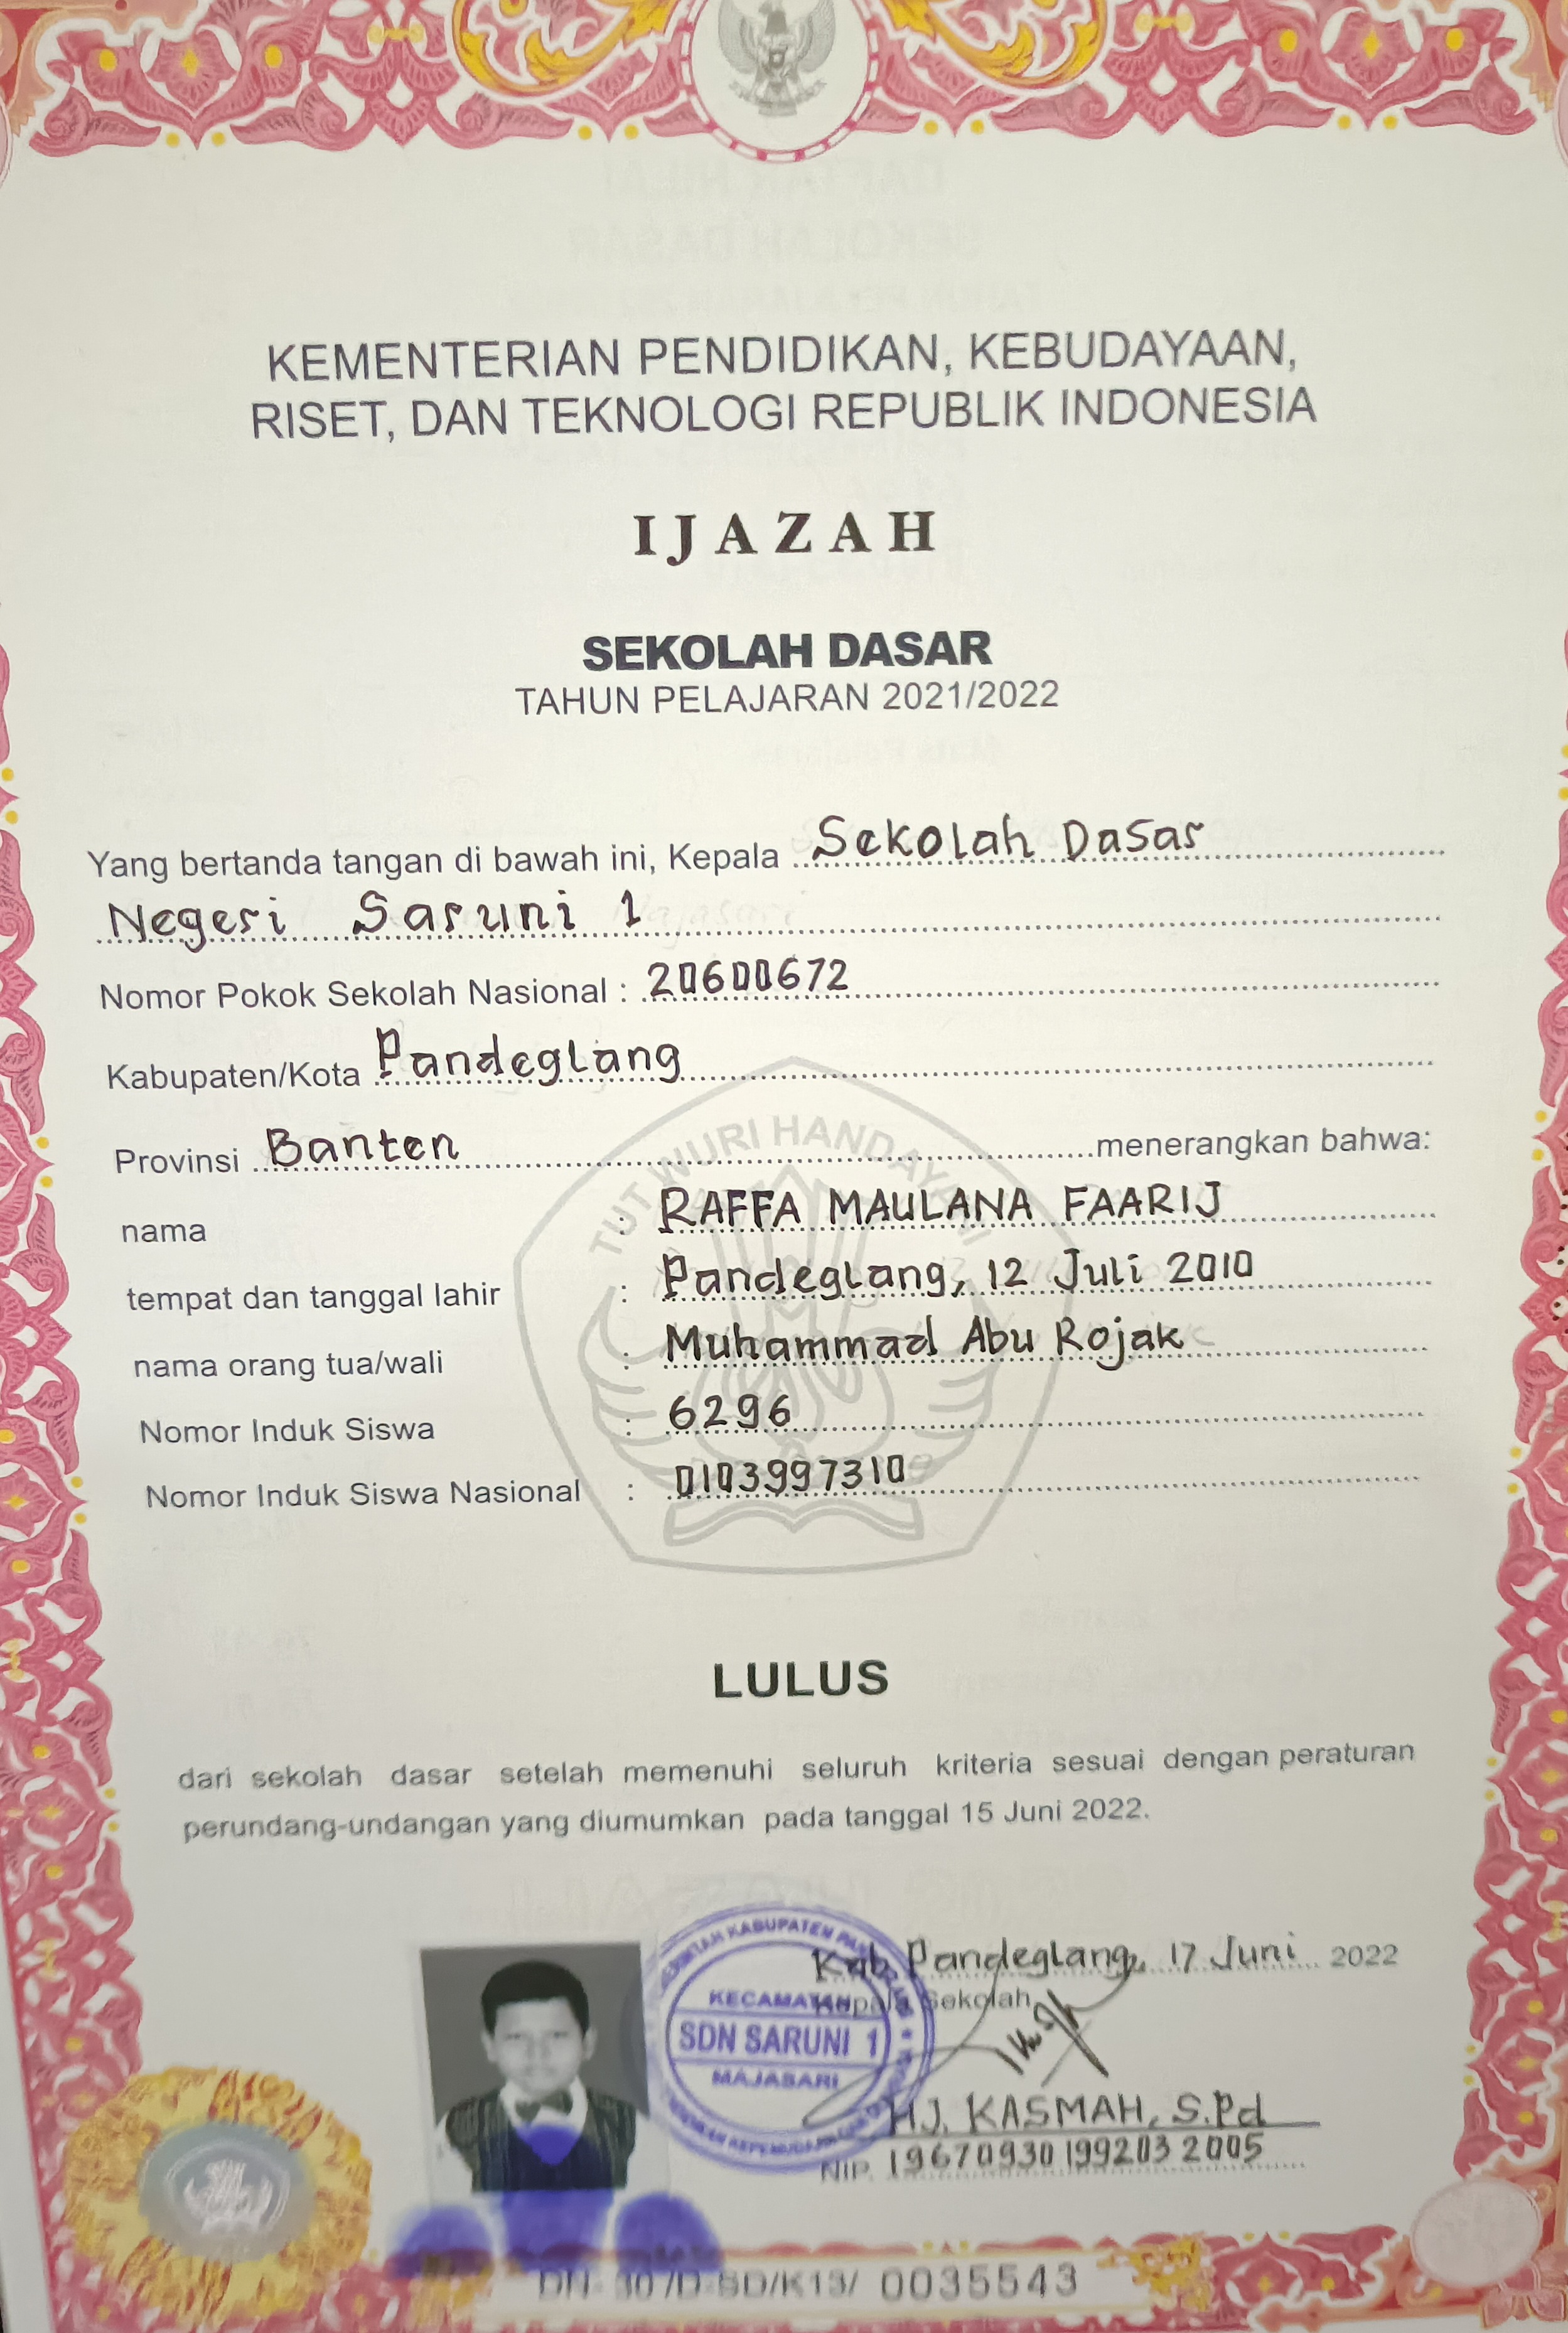 KEMENTERIAN PENDIDIKAN, KEBUDAYAAN,
RISET, DAN TEKNOLOGI REPUBLIK INDONESIA
IJAZAH
SEKOLAH DASAR
TAHUN PELAJARAN 2021/2022
Yang bertanda tangan di bawah ini, Kepala Sekolah Dasar
Negeri Saruni 1
Nomor Pokok Sekolah Nasional : 20600672
Kabupaten/Kota Pandeglang
Provinsi Banten menerangkan bahwa:
nama : RAFFA MAULANA FAARIJ
tempat dan tanggal lahir : Pandeglang, 12 Juli 2010
nama orang tua/wali : Muhammad Abu Rojak
Nomor Induk Siswa : 6296
Nomor Induk Siswa Nasional : 0103997310
TUT WURI HANDAYANI
LULUS
dari sekolah dasar setelah memenuhi seluruh kriteria sesuai dengan peraturan
perundang-undangan yang diumumkan pada tanggal 15 Juni 2022.
Kab. Pandeglang, 17 Juni 2022
Kepala Sekolah,
KABUPATEN
KECAMATAN
SDN SARUNI 1
MAJASARI
HJ. KASMAH, S.Pd
NIP. 19670930 199203 2005
DN- 30 /D-SD/K13/ 0035543